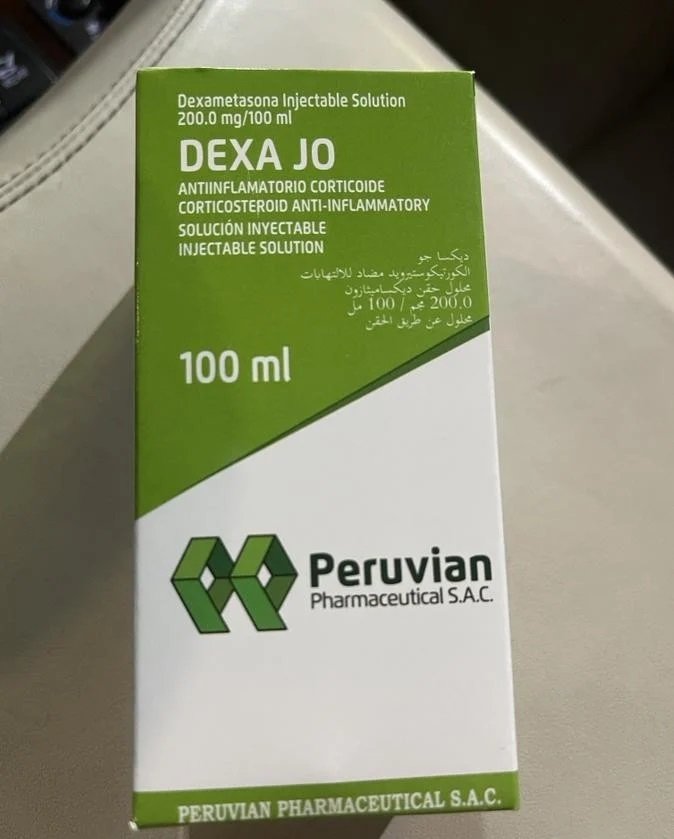 Dexametasona Injectable Solution
200.0 mg/100 ml
DEXA JO
ANTIINFLAMATORIO CORTICOIDE
CORTICOSTEROID ANTI-INFLAMMATORY
SOLUCIÓN INYECTABLE
INJECTABLE SOLUTION
ديكسا جو
الكورتيكوستيرويد مضاد للالتهابات
محلول حقن ديكساميثازون
200.0 مجم / 100 مل
محلول عن طريق الحقن
100 ml
Peruvian
Pharmaceutical S.A.C.
PERUVIAN PHARMACEUTICAL S.A.C.